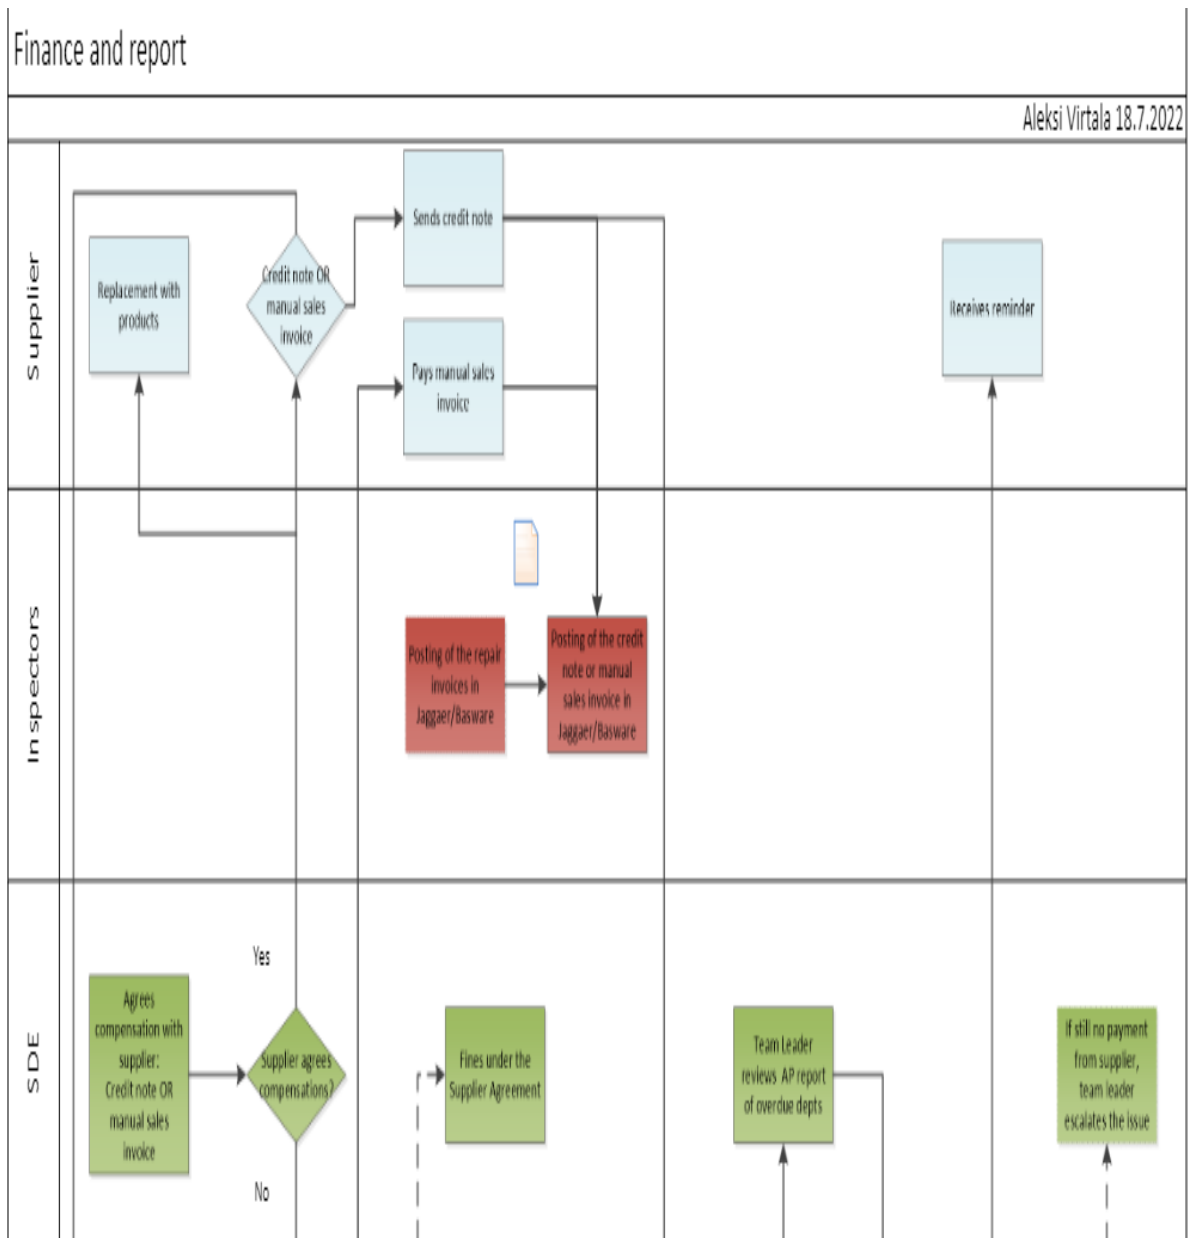 Finance and report
Aleksi Virtala 18.7.2022
Supplier
Replacement with
products
Credit note OR
manual sales
invoice
Sends credit note
Pays manual sales
invoice
Receives reminder
Inspectors
Posting of the repair
invoices in
Jaggaer/Basware
Posting of the credit
note or manual
sales invoice in
Jaggaer/Basware
SDE
Agrees
compensation with
supplier:
Credit note OR
manual sales
invoice
Yes
Supplier agrees
compensations?
No
Fines under the
Supplier Agreement
Team Leader
reviews AP report
of overdue depts
If still no payment
from supplier,
team leader
escalates the issue